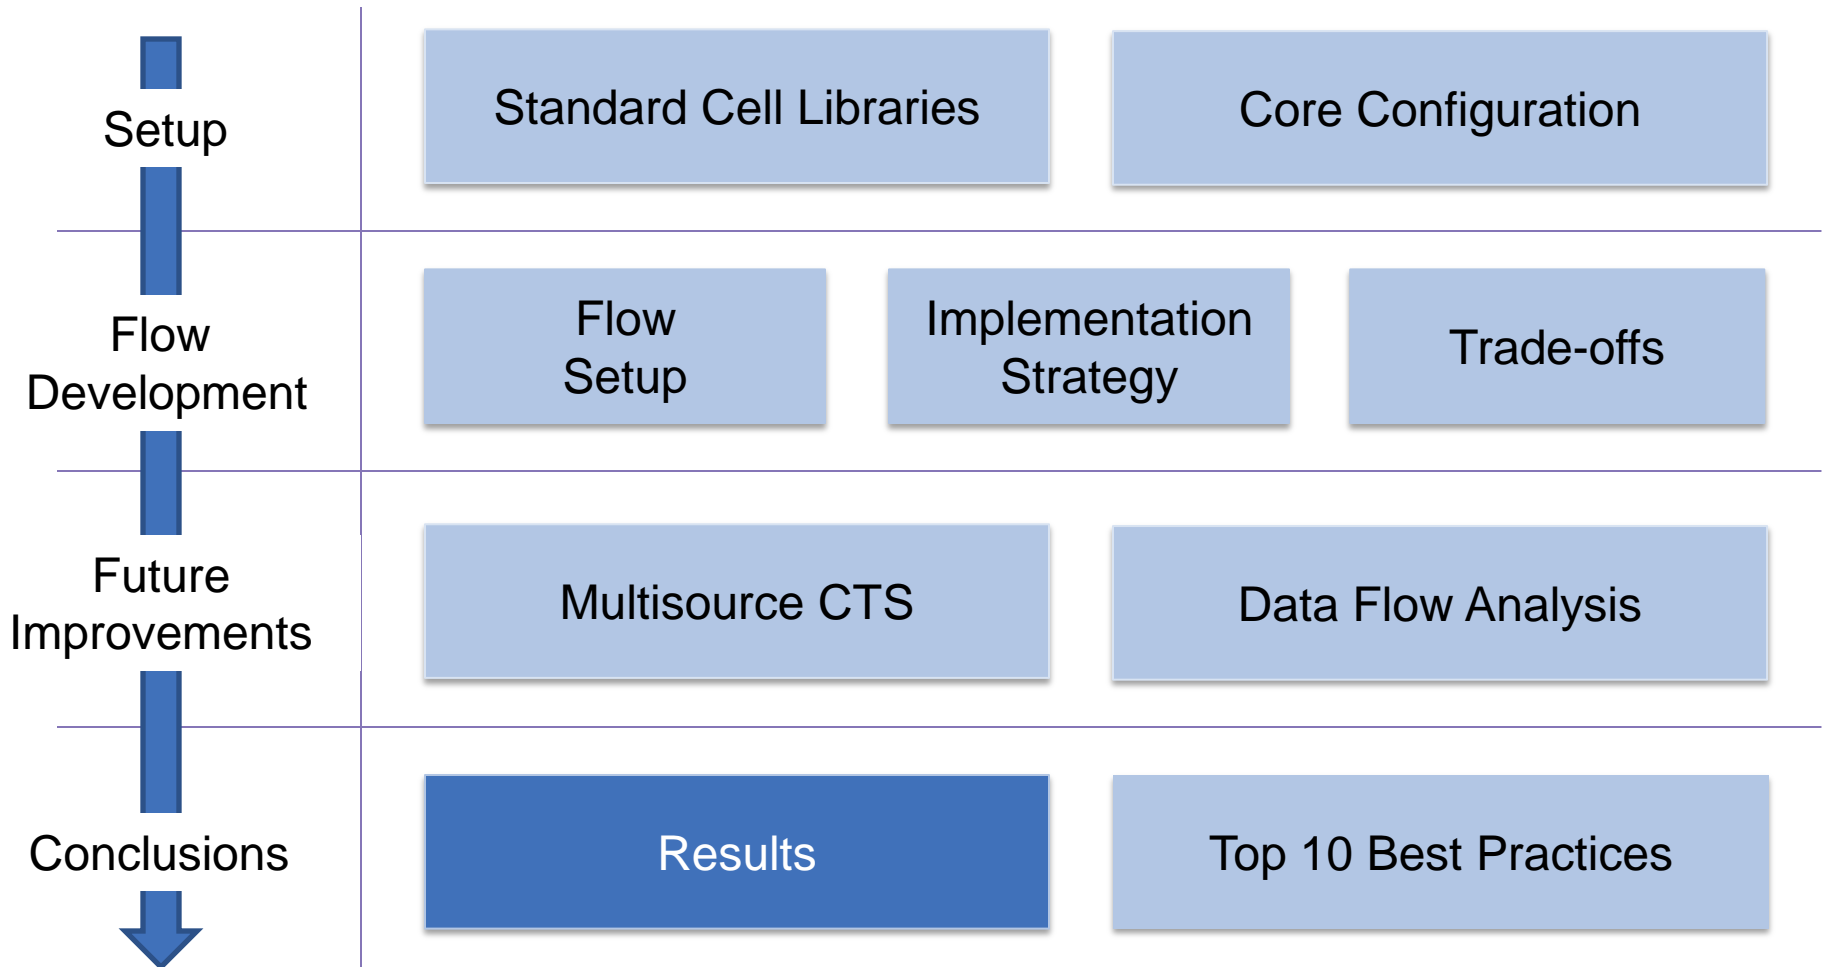 Setup
Standard Cell Libraries
Core Configuration
Flow
Development
Flow
Setup
Implementation
Strategy
Trade-offs
Future
Improvements
Multisource CTS
Data Flow Analysis
Conclusions
Results
Top 10 Best Practices